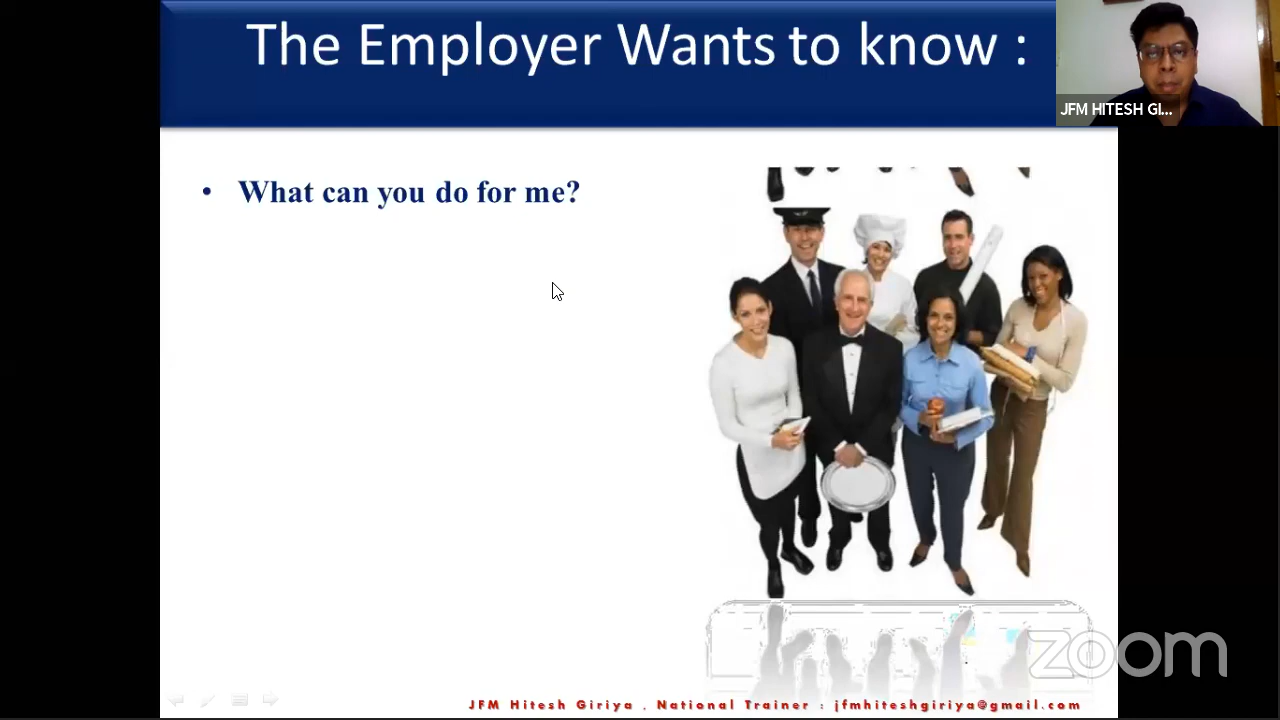 The Employer Wants to know :
JFM HITESH GI...
• What can you do for me?
zoom
JFM Hitesh Giriya , National Trainer : jfmhiteshgiriya@gmail.com